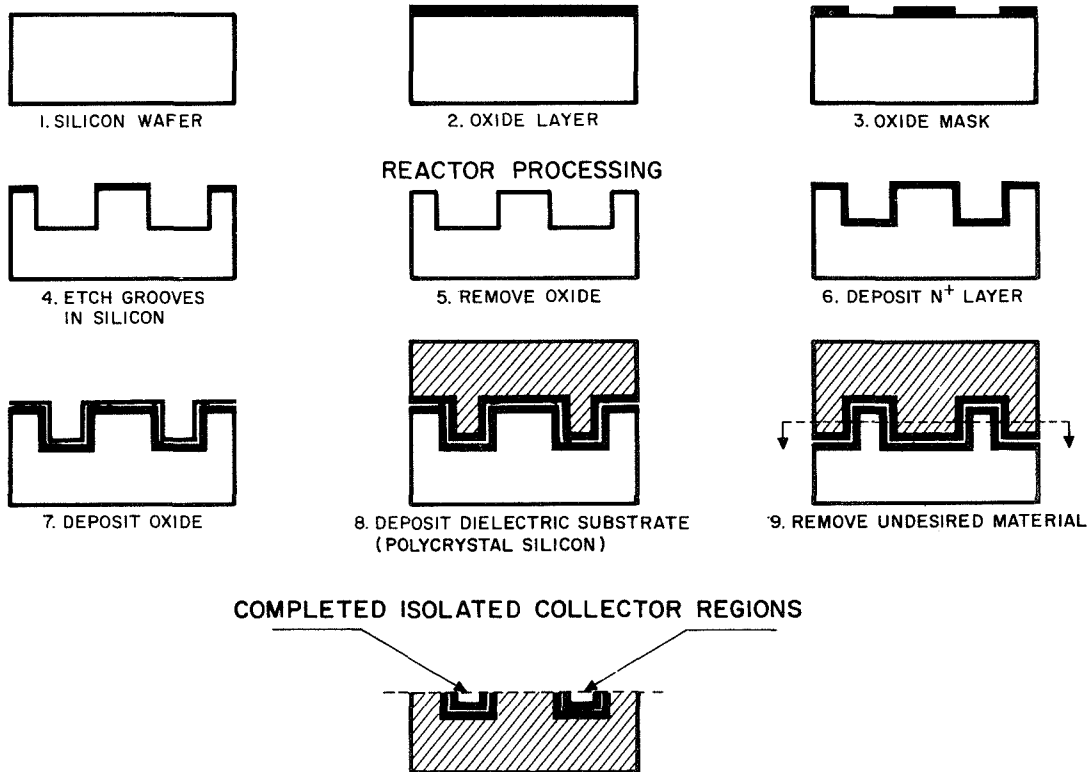 1. SILICON WAFER
2. OXIDE LAYER
3. OXIDE MASK
REACTOR PROCESSING
4. ETCH GROOVES
IN SILICON
5. REMOVE OXIDE
6. DEPOSIT N+ LAYER
7. DEPOSIT OXIDE
8. DEPOSIT DIELECTRIC SUBSTRATE
(POLYCRYSTAL SILICON)
9. REMOVE UNDESIRED MATERIAL
COMPLETED ISOLATED COLLECTOR REGIONS